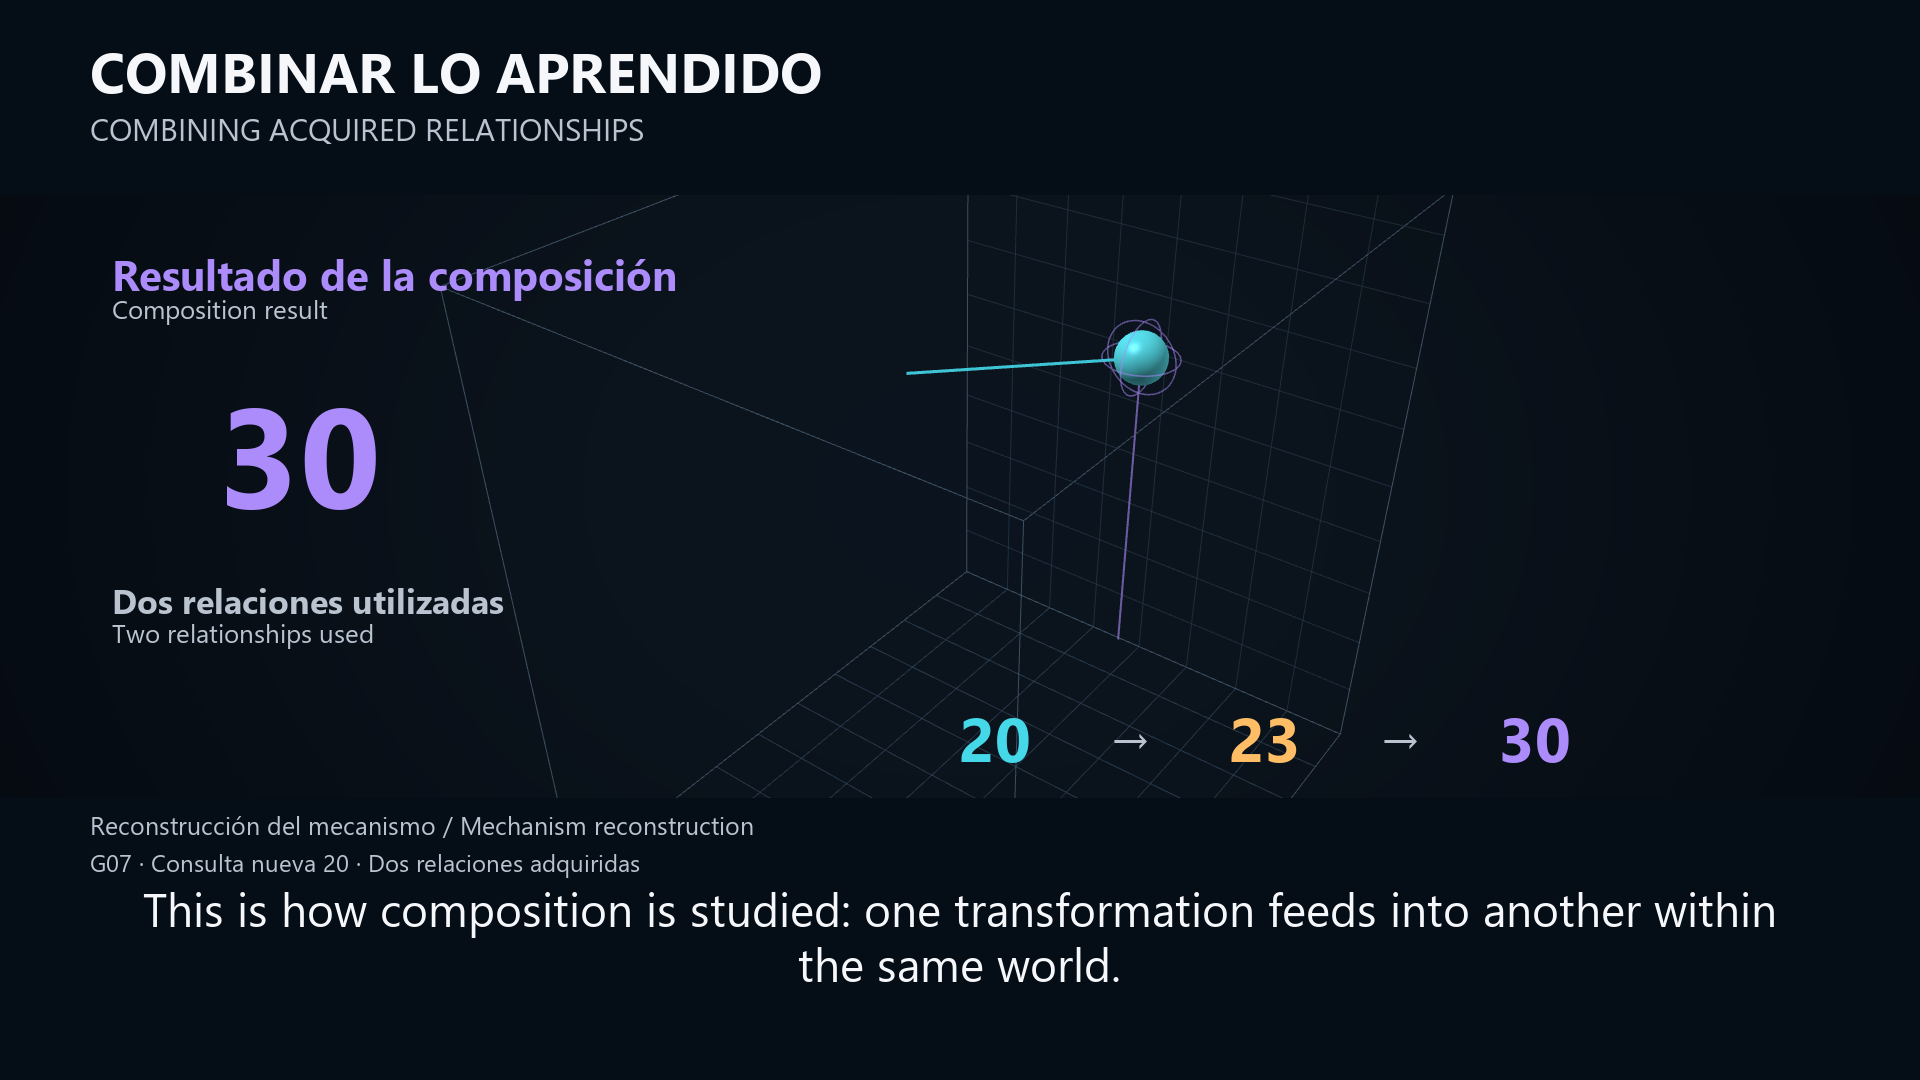 COMBINAR LO APRENDIDO
COMBINING ACQUIRED RELATIONSHIPS
Resultado de la composición
Composition result
30
Dos relaciones utilizadas
Two relationships used
20 → 23 → 30
Reconstrucción del mecanismo / Mechanism reconstruction
G07 · Consulta nueva 20 · Dos relaciones adquiridas
This is how composition is studied: one transformation feeds into another within
the same world.